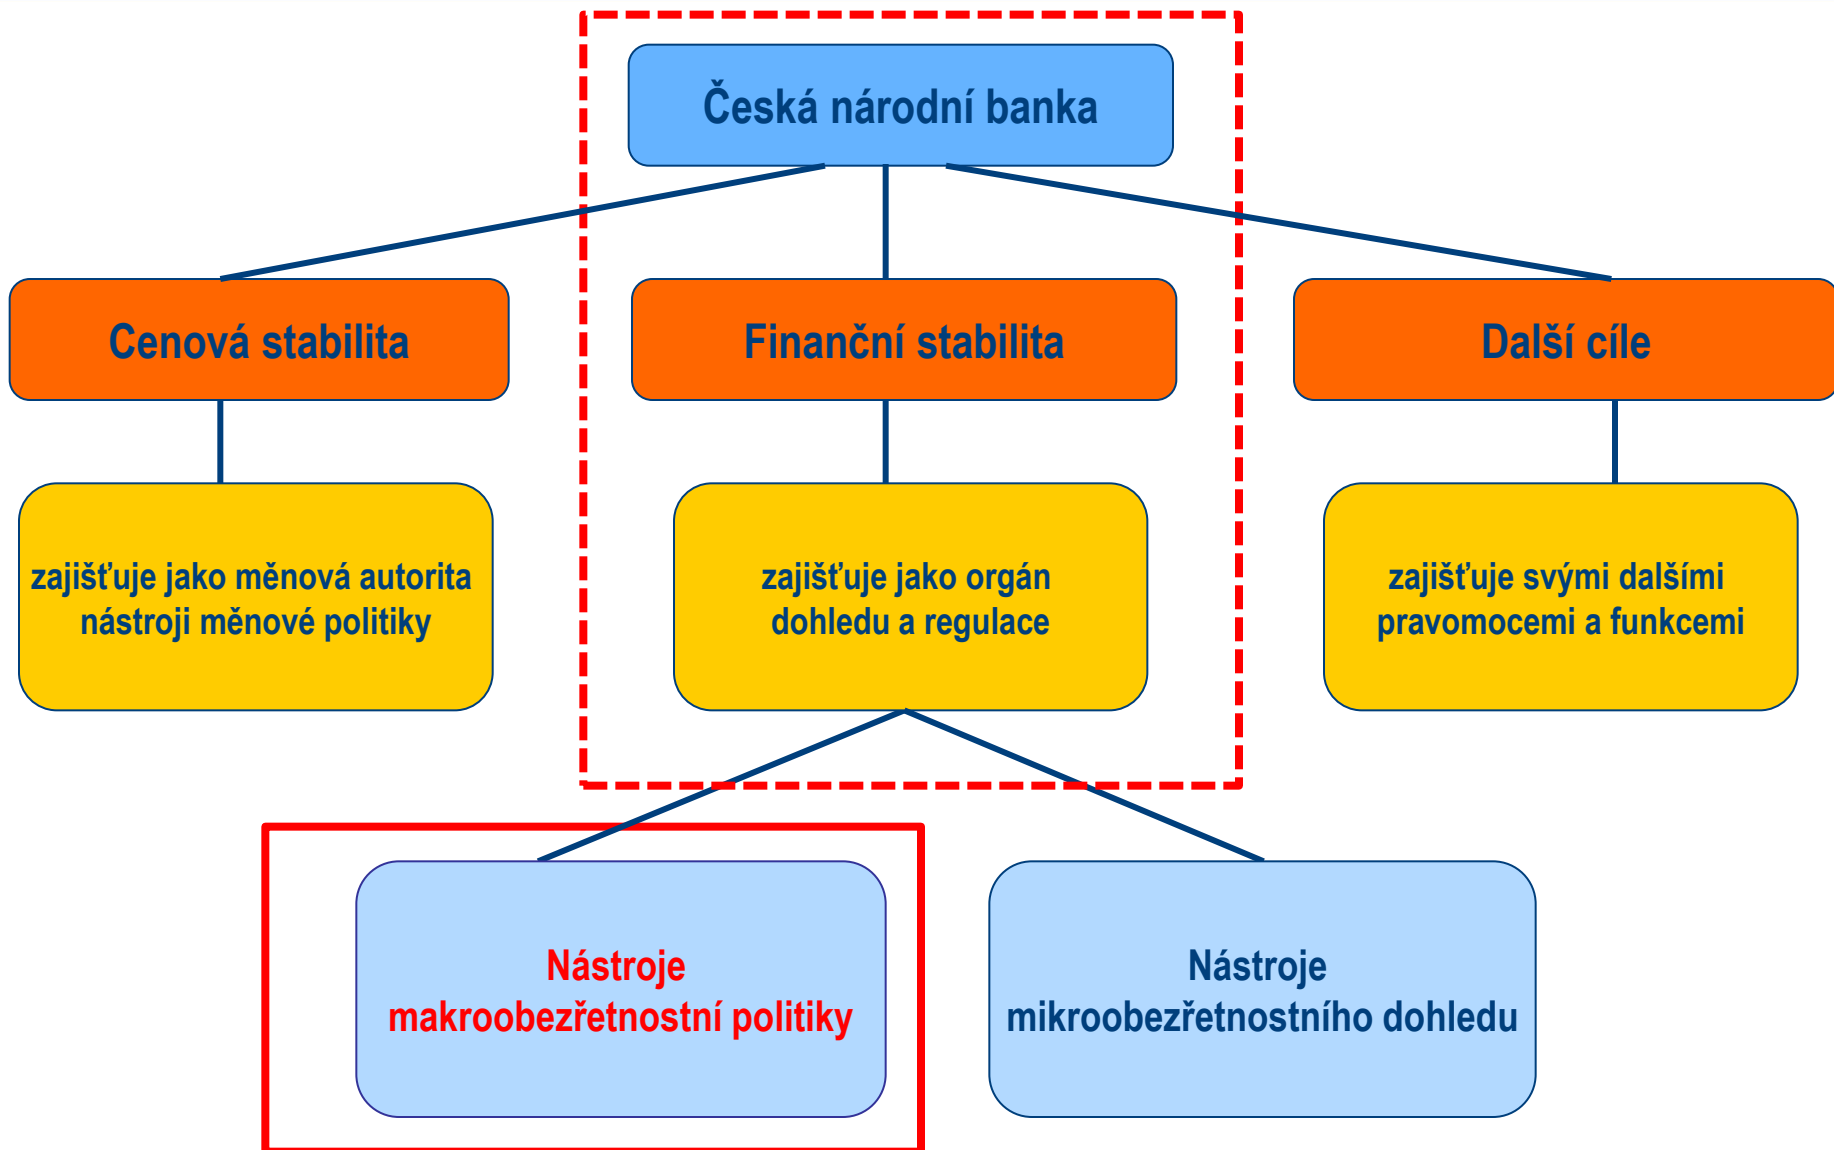 Česká národní banka
Cenová stabilita
Finanční stabilita
Další cíle
zajišťuje jako měnová autorita
nástroji měnové politiky
zajišťuje jako orgán
dohledu a regulace
zajišťuje svými dalšími
pravomocemi a funkcemi
Nástroje
makroobezřetnostní politiky
Nástroje
mikroobezřetnostního dohledu